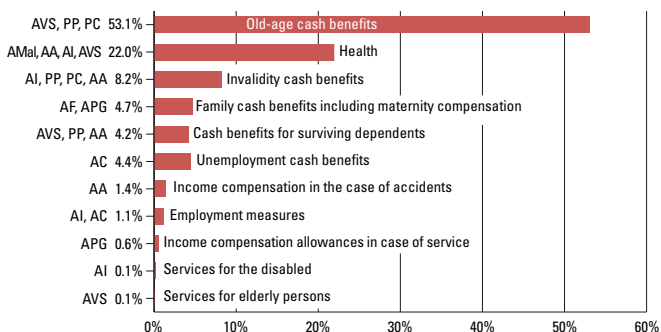 AVS, PP, PC 53.1% Old-age cash benefits
AMal, AA, AI, AVS 22.0% Health
AI, PP, PC, AA 8.2% Invalidity cash benefits
AF, APG 4.7% Family cash benefits including maternity compensation
AVS, PP, AA 4.2% Cash benefits for surviving dependents
AC 4.4% Unemployment cash benefits
AA 1.4% Income compensation in the case of accidents
AI, AC 1.1% Employment measures
APG 0.6% Income compensation allowances in case of service
AI 0.1% Services for the disabled
AVS 0.1% Services for elderly persons
0% 10% 20% 30% 40% 50% 60%